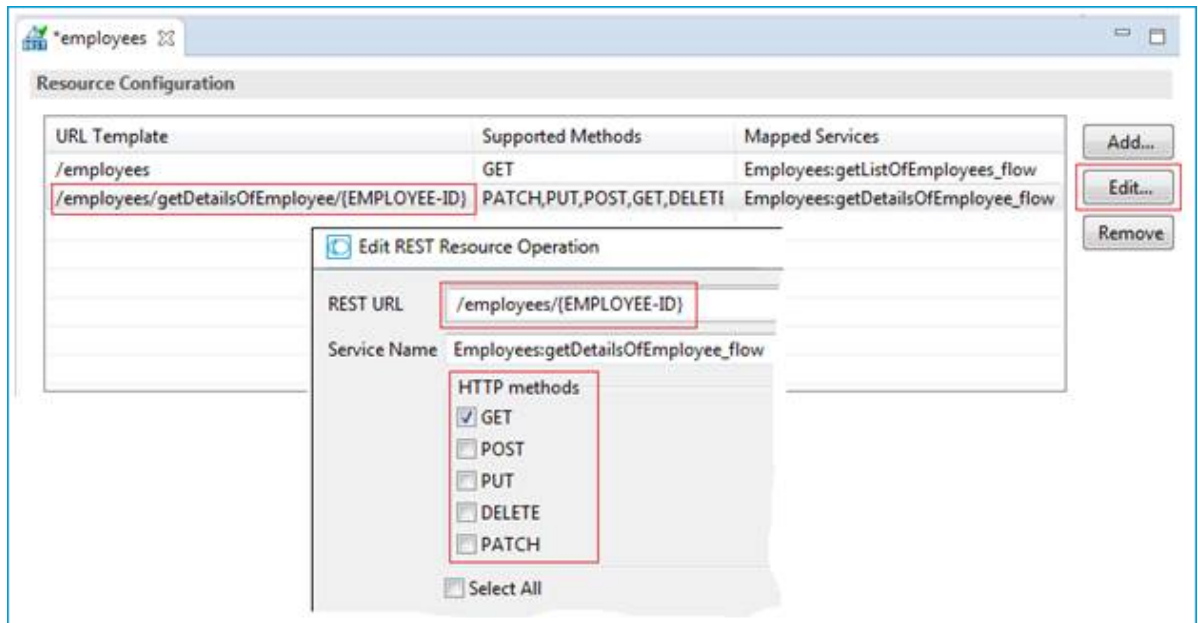 *employees
Resource Configuration
URL Template Supported Methods Mapped Services
Add...
/employees GET Employees:getListOfEmployees_flow
/employees/getDetailsOfEmployee/{EMPLOYEE-ID} PATCH,PUT,POST,GET,DELETE Employees:getDetailsOfEmployee_flow
Edit...
Remove
Edit REST Resource Operation
REST URL /employees/{EMPLOYEE-ID}
Service Name Employees:getDetailsOfEmployee_flow
HTTP methods
GET
POST
PUT
DELETE
PATCH
Select All